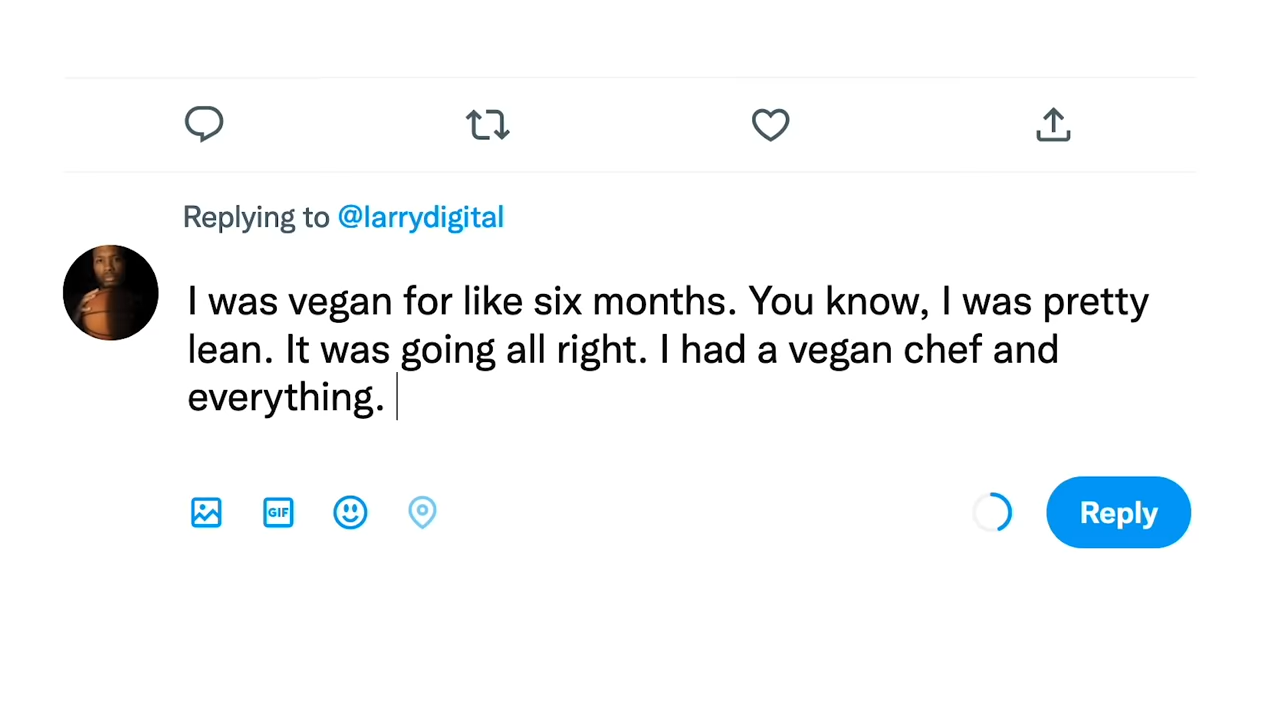 Replying to @larrydigital
I was vegan for like six months. You know, I was pretty
lean. It was going all right. I had a vegan chef and
everything.
GIF
Reply